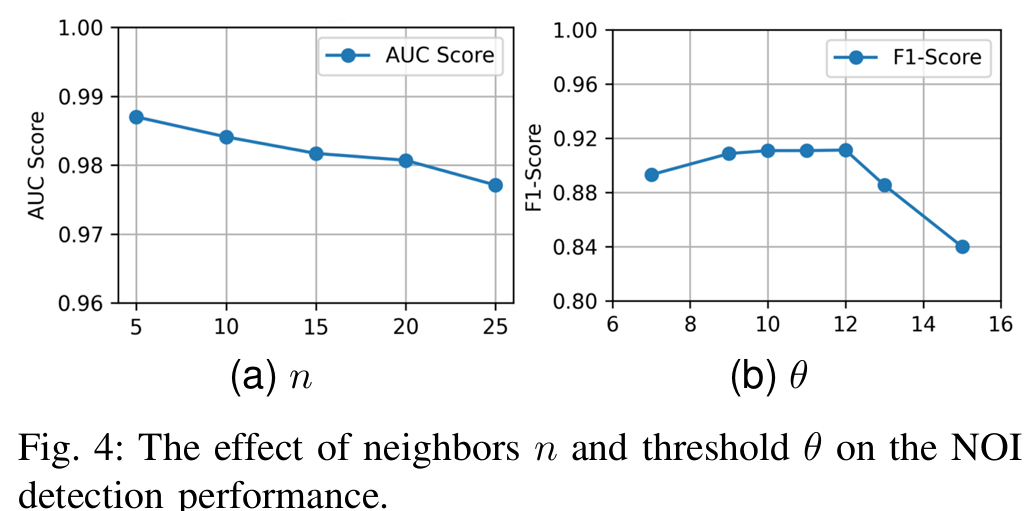 1.00
0.99
0.98
0.97
0.96
AUC Score
AUC Score
5 10 15 20 25
(a) n
1.00
0.96
0.92
0.88
0.84
0.80
F1-Score
F1-Score
6 8 10 12 14 16
(b) θ
Fig. 4: The effect of neighbors n and threshold θ on the NOI
detection performance.